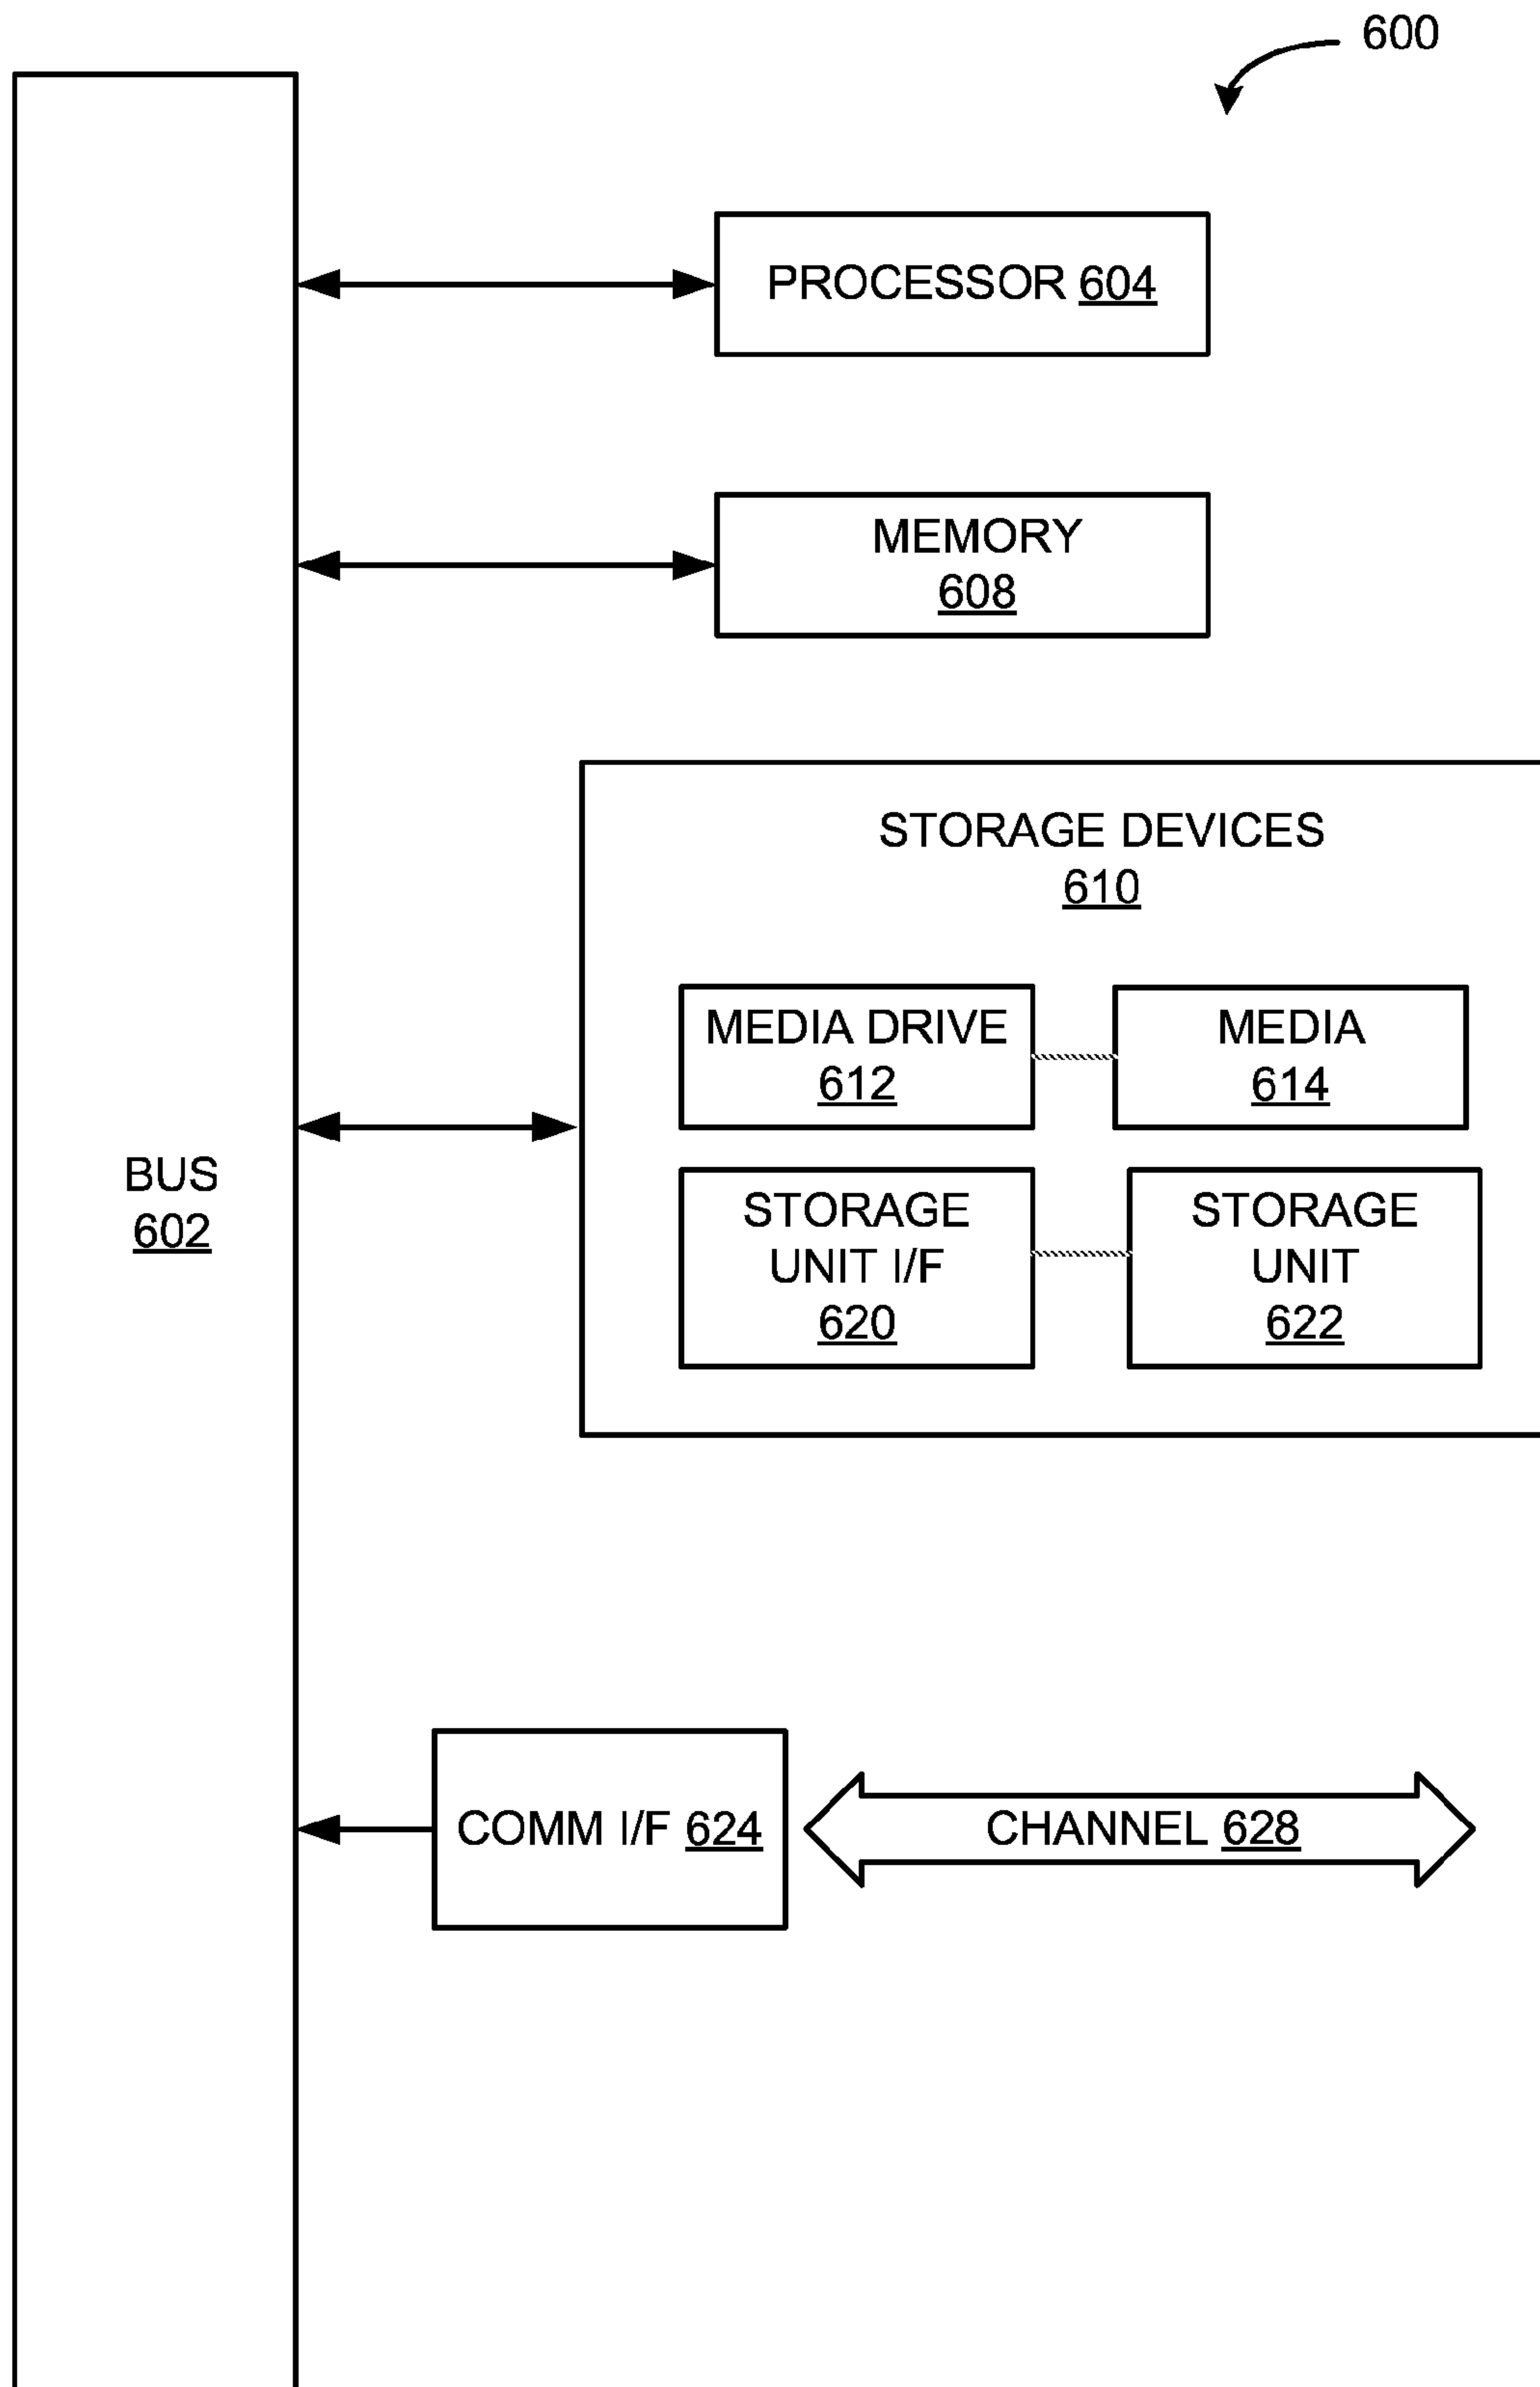 600
PROCESSOR 604
MEMORY
608
STORAGE DEVICES
610
MEDIA DRIVE
612
MEDIA
614
BUS
602
STORAGE
UNIT I/F
620
STORAGE
UNIT
622
COMM I/F 624
CHANNEL 628